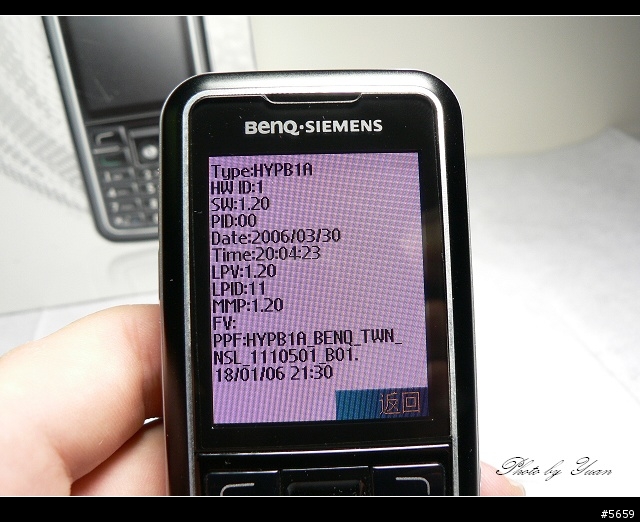 BenQ·SIEMENS
Type:HYPB1A
HW ID:1
SW:1.20
PID:00
Date:2006/03/30
Time:20:04:23
LPV:1.20
LPID:11
MMP:1.20
FV:
PPF:HYPB1A_BENQ_TWN_
NSL_1110501_B01.
18/01/06 21:30
返回
Photo by Yuan
#5659